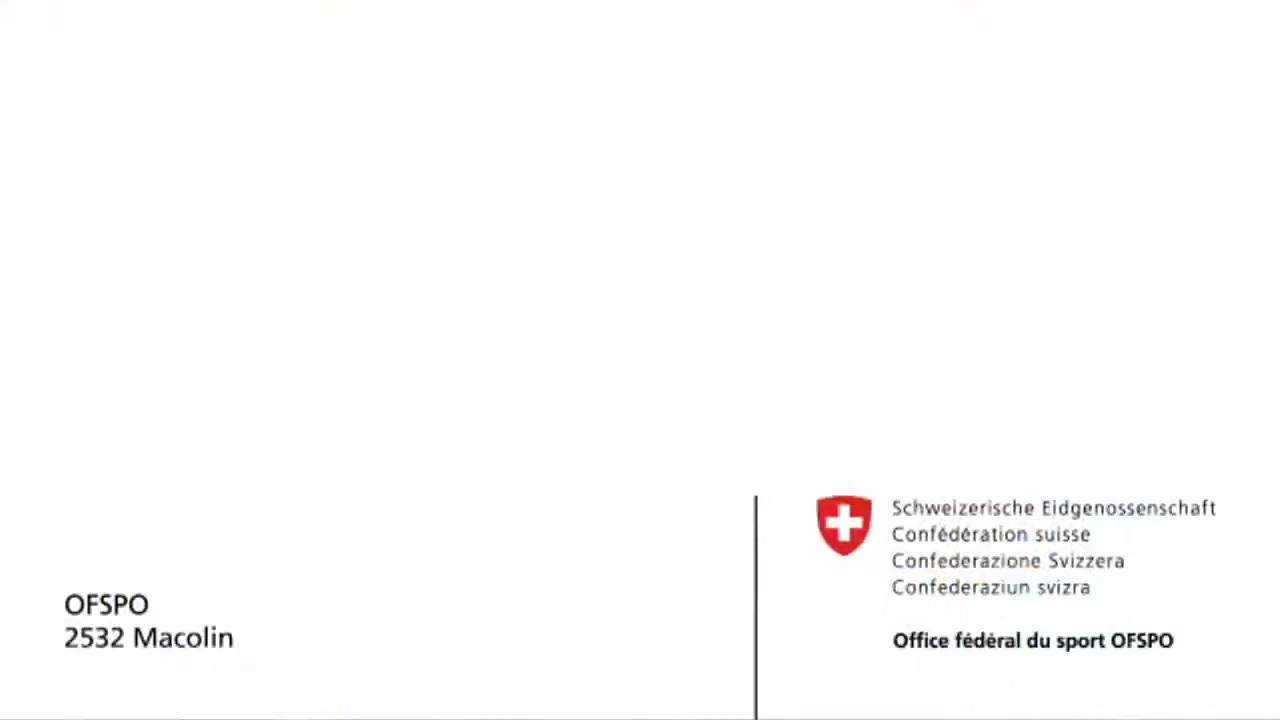 OFSPO
2532 Macolin
Schweizerische Eidgenossenschaft
Confédération suisse
Confederazione Svizzera
Confederaziun svizra
Office fédéral du sport OFSPO